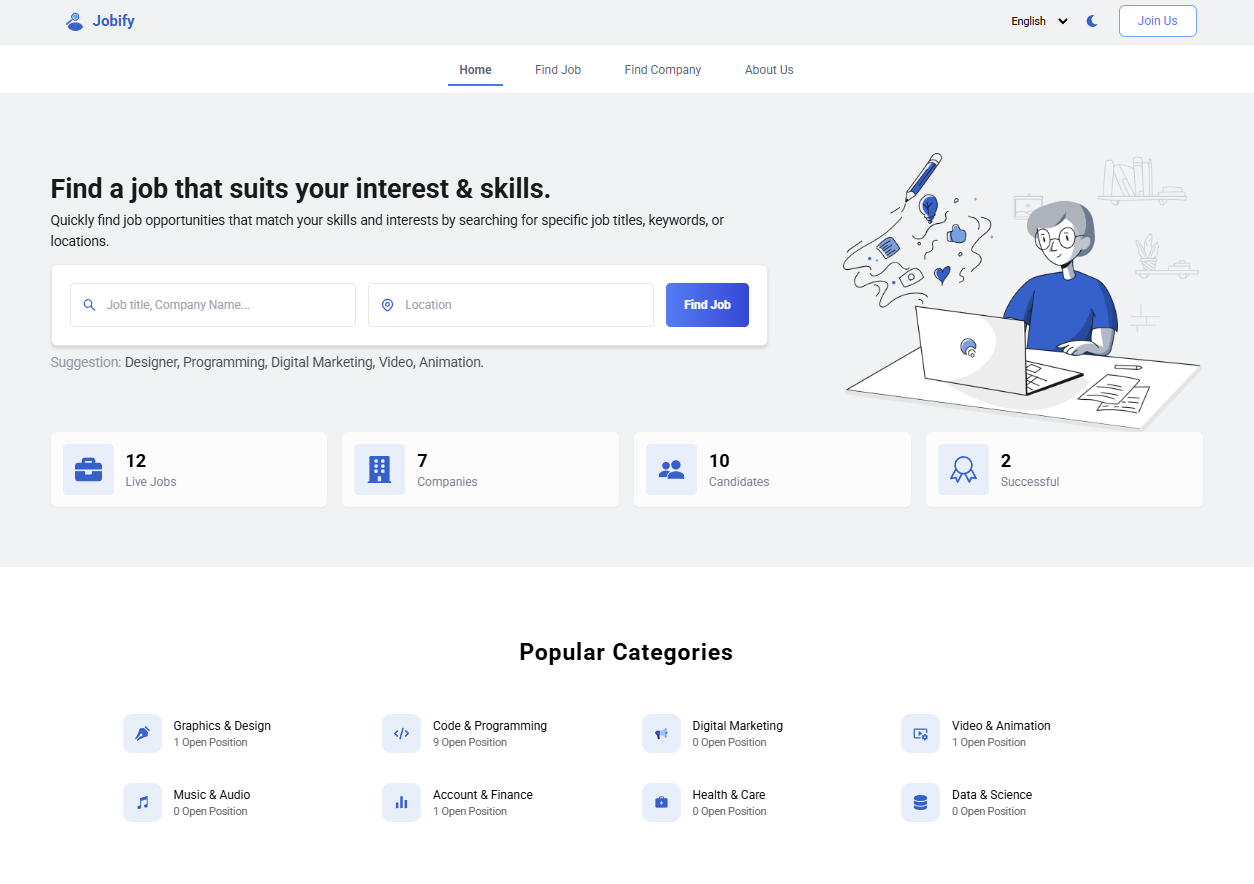 Jobify
English
Join Us
Home
Find Job
Find Company
About Us
Find a job that suits your interest & skills.
Quickly find job opportunities that match your skills and interests by searching for specific job titles, keywords, or
locations.
Job title, Company Name...
Location
Find Job
Suggestion: Designer, Programming, Digital Marketing, Video, Animation.
12
Live Jobs
7
Companies
10
Candidates
2
Successful
Popular Categories
Graphics & Design
1 Open Position
Code & Programming
9 Open Position
Digital Marketing
0 Open Position
Video & Animation
1 Open Position
Music & Audio
0 Open Position
Account & Finance
1 Open Position
Health & Care
0 Open Position
Data & Science
0 Open Position